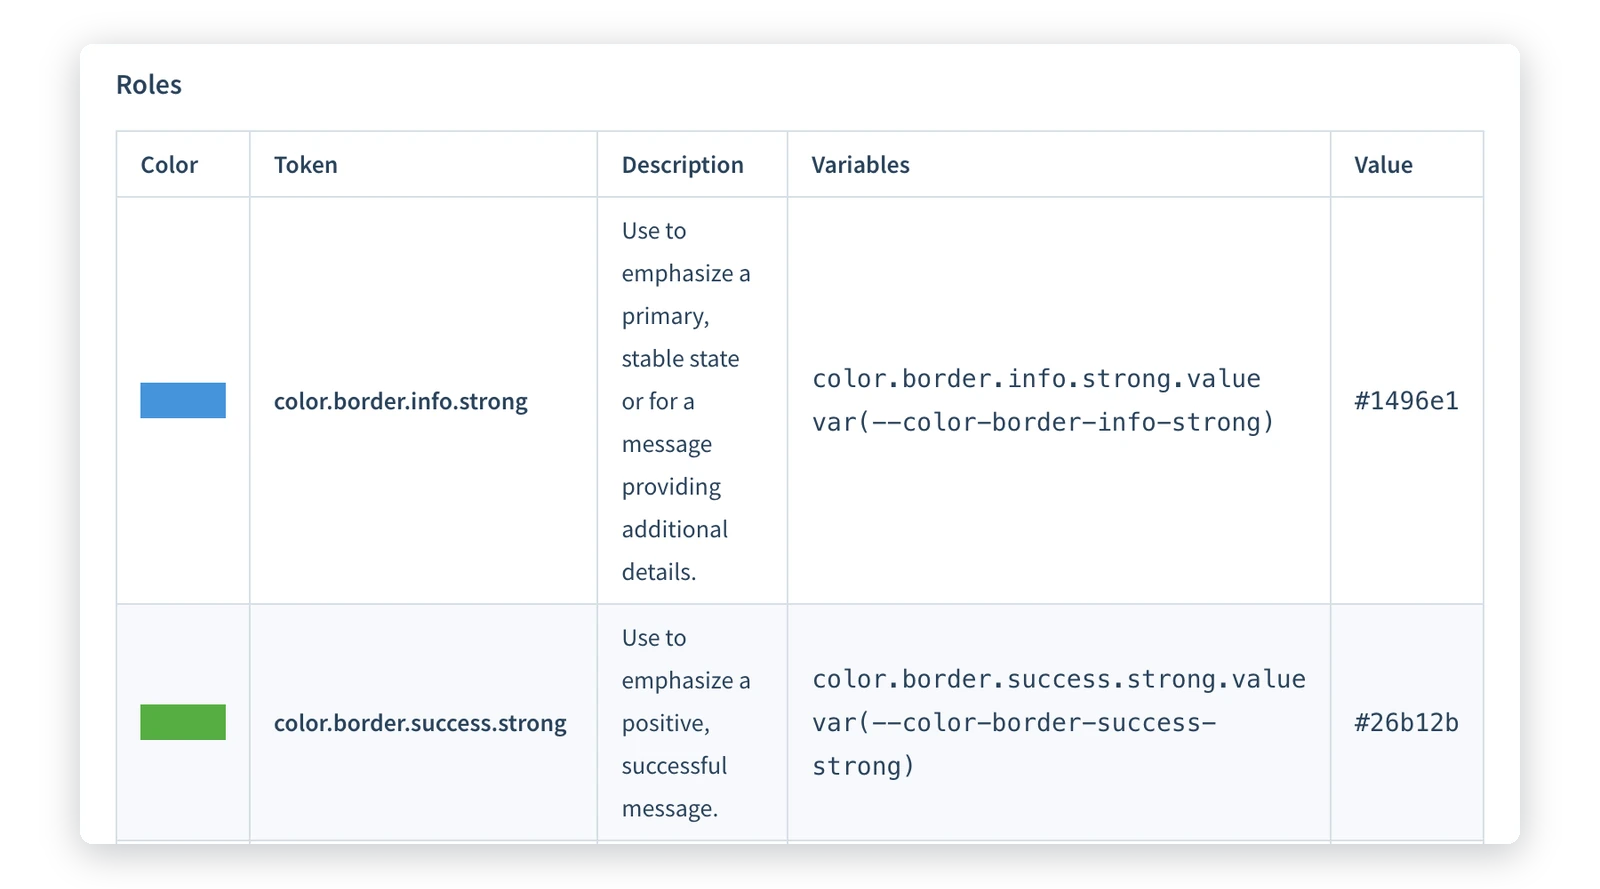 Roles
Color Token Description Variables Value
color.border.info.strong
Use to
emphasize a
primary,
stable state
or for a
message
providing
additional
details.
color.border.info.strong.value
var(--color-border-info-strong)
#1496e1
color.border.success.strong
Use to
emphasize a
positive,
successful
message.
color.border.success.strong.value
var(--color-border-success-
strong)
#26b12b